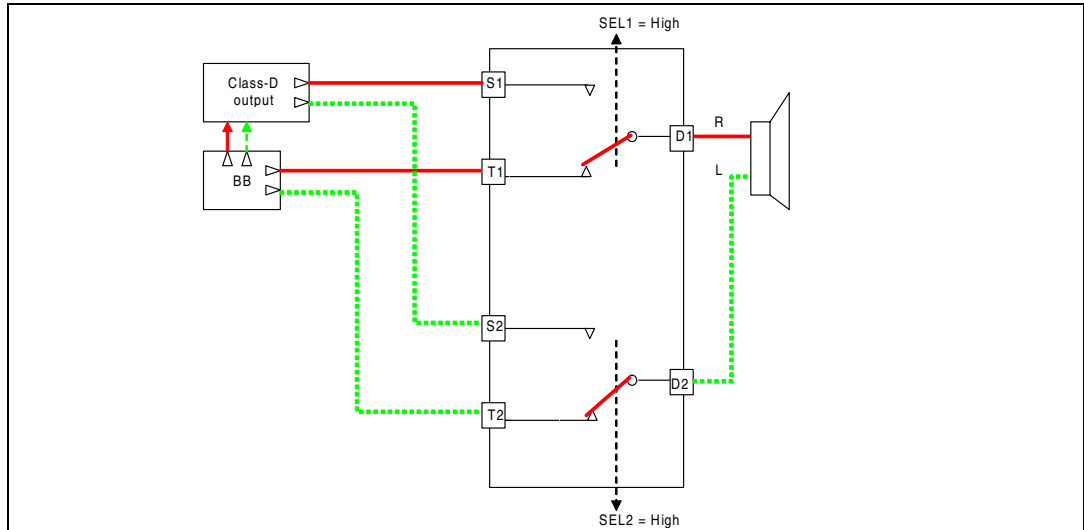 SEL1 = High
Class-D
output
S1
R
D1
L
BB
T1
S2
D2
T2
SEL2 = High